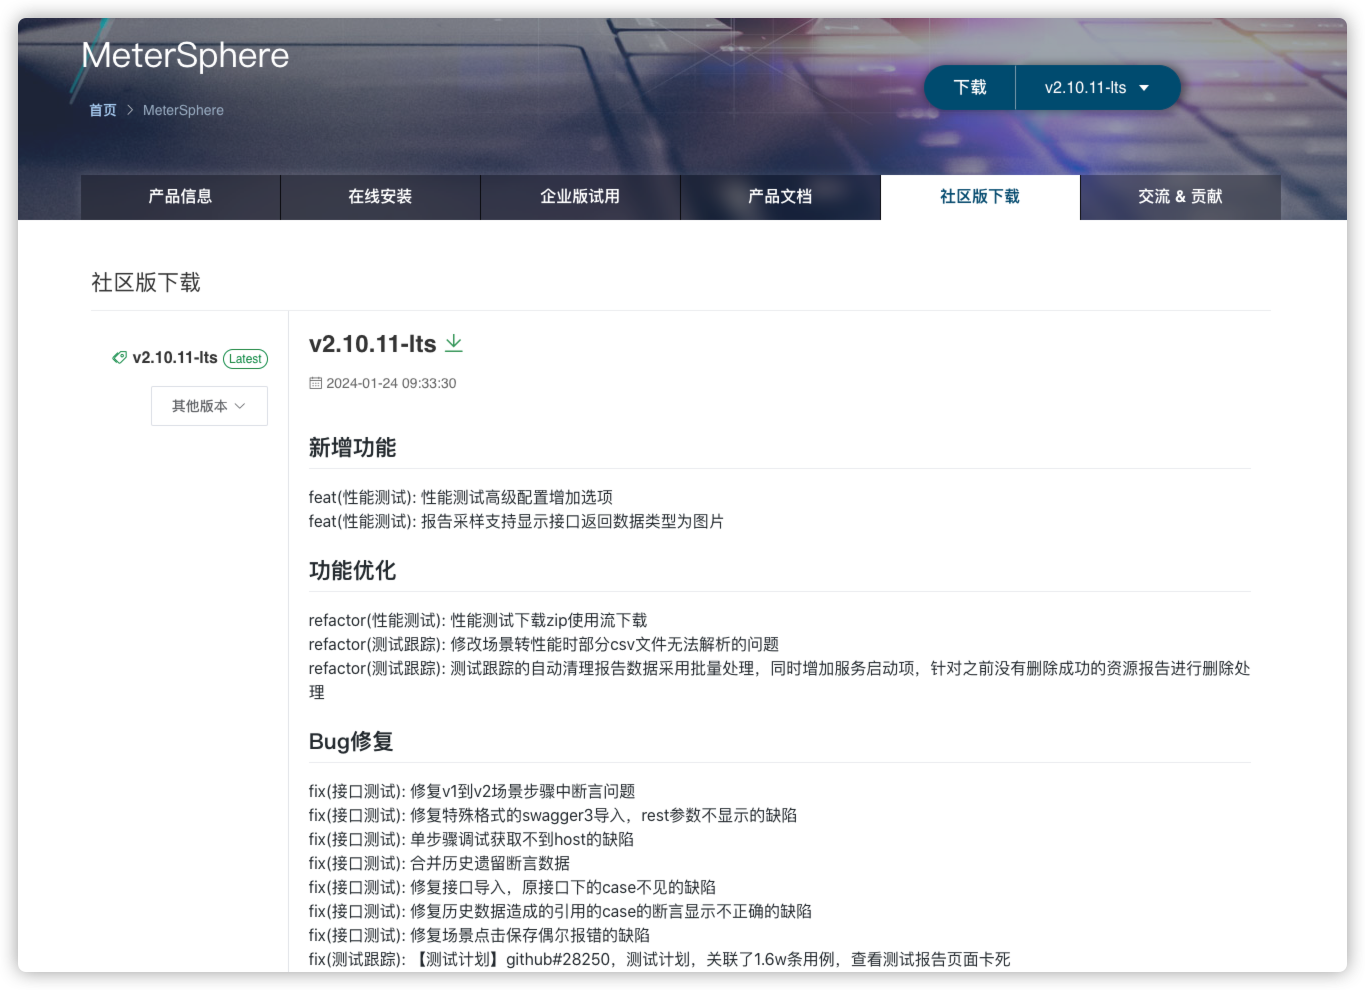 MeterSphere
首页 > MeterSphere
下载 v2.10.11-lts
产品信息 在线安装 企业版试用 产品文档 社区版下载 交流 & 贡献
社区版下载
v2.10.11-lts Latest
其他版本
v2.10.11-lts
2024-01-24 09:33:30
新增功能
feat(性能测试): 性能测试高级配置增加选项
feat(性能测试): 报告采样支持显示接口返回数据类型为图片
功能优化
refactor(性能测试): 性能测试下载zip使用流下载
refactor(测试跟踪): 修改场景转性能时部分csv文件无法解析的问题
refactor(测试跟踪): 测试跟踪的自动清理报告数据采用批量处理，同时增加服务启动项，针对之前没有删除成功的资源报告进行删除处
理
Bug修复
fix(接口测试): 修复v1到v2场景步骤中断言问题
fix(接口测试): 修复特殊格式的swagger3导入，rest参数不显示的缺陷
fix(接口测试): 单步骤调试获取不到host的缺陷
fix(接口测试): 合并历史遗留断言数据
fix(接口测试): 修复接口导入，原接口下的case不见的缺陷
fix(接口测试): 修复历史数据造成的引用的case的断言显示不正确的缺陷
fix(接口测试): 修复场景点击保存偶尔报错的缺陷
fix(测试跟踪): 【测试计划】github#28250，测试计划，关联了1.6w条用例，查看测试报告页面卡死